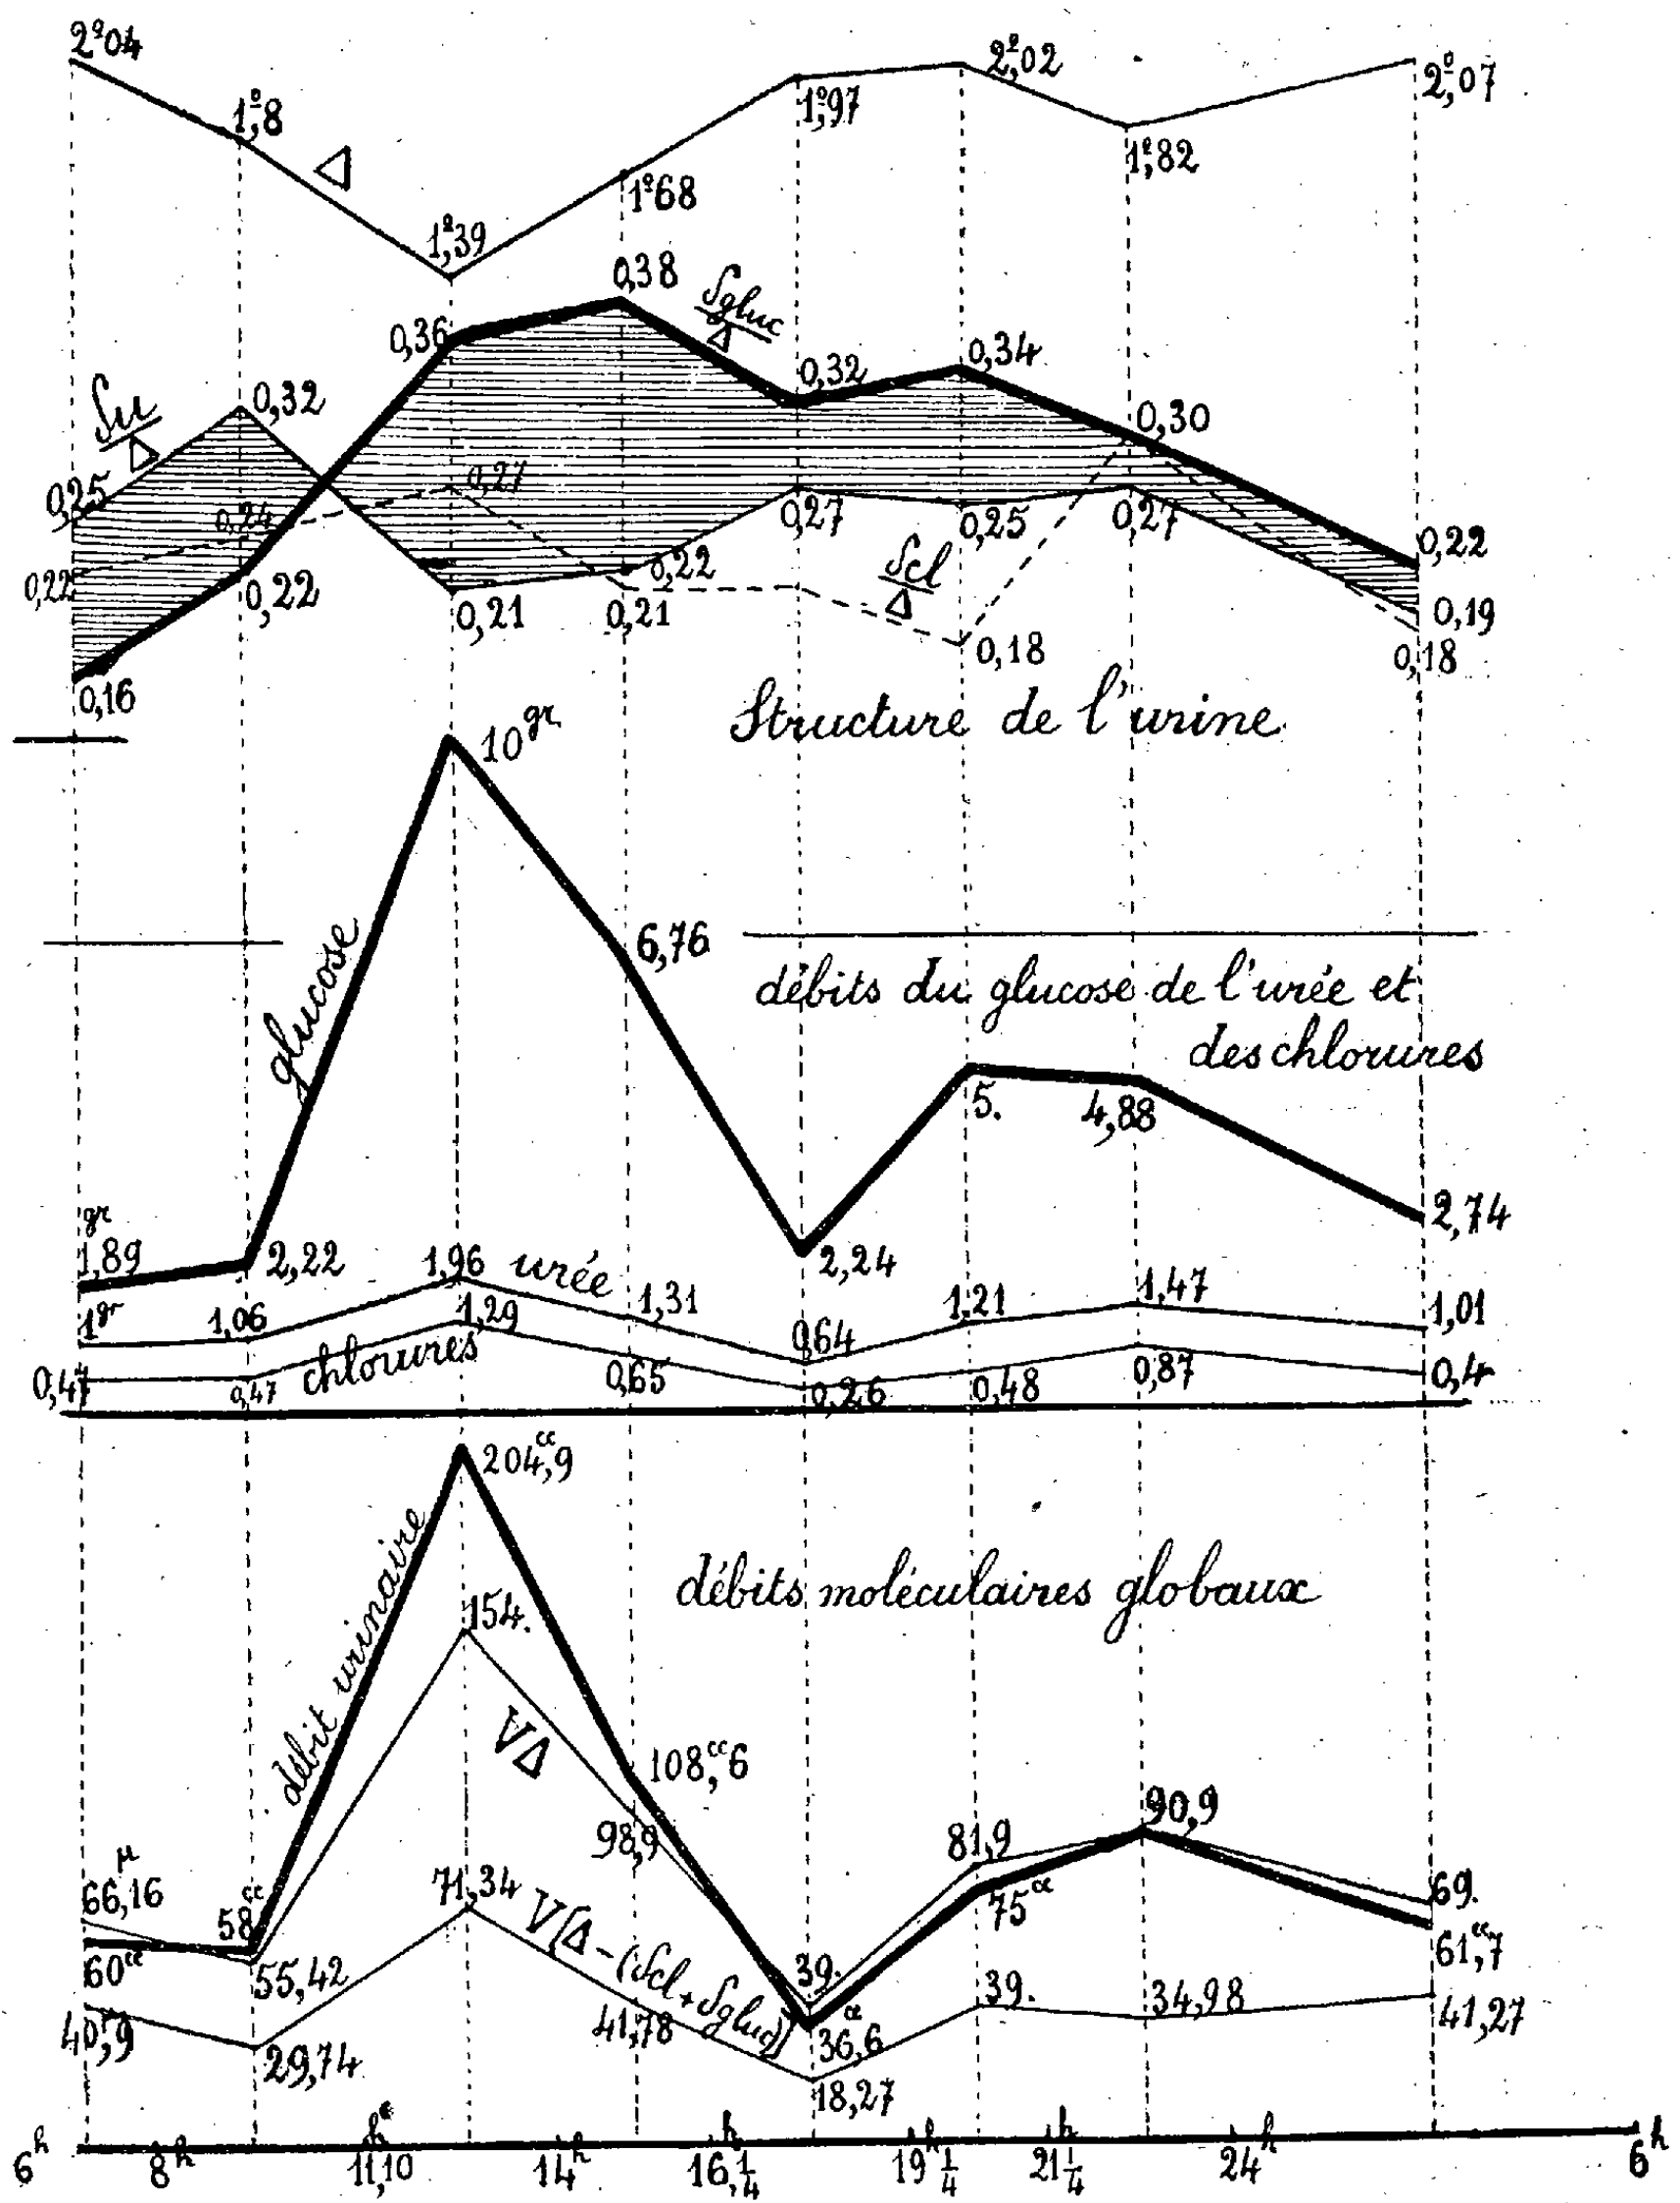 2°04
1°,8
Δ
1°,39
1°68
1°,97
2°,02
1°,82
2°,07
Su/Δ
0,25
0,32
0,36
0,38
Sgluc/Δ
0,32
0,34
0,30
0,22
0,22
0,24
0,27
0,22
0,21
0,22
0,21
0,27
0,25
0,27
Scl/Δ
0,18
0,19
0,18
0,16
Structure de l'urine
10gr
glucose
6,76
débits du glucose de l'urée et
des chlorures
5.
4,88
2,74
gr
1,89
2,22
2,24
1gr
1,06
1,96
urée
1,31
0,64
1,21
1,47
1,01
0,47
0,47
chlorures
1,29
0,65
0,26
0,48
0,87
0,4
204cc,9
débit urinaire
154.
débits moléculaires globaux
VΔ
108cc,6
98,9
81,9
90,9
75cc
69.
61cc,7
μ
66,16
60cc
58cc
55,42
71,34
V[Δ-(Scl+Sgluc)]
39.
36,6
40,9
29,74
41,78
18,27
39.
34,98
41,27
6h
8h
11h,10
14h
16h,1/4
19h 1/4
21h 1/4
24h
6h